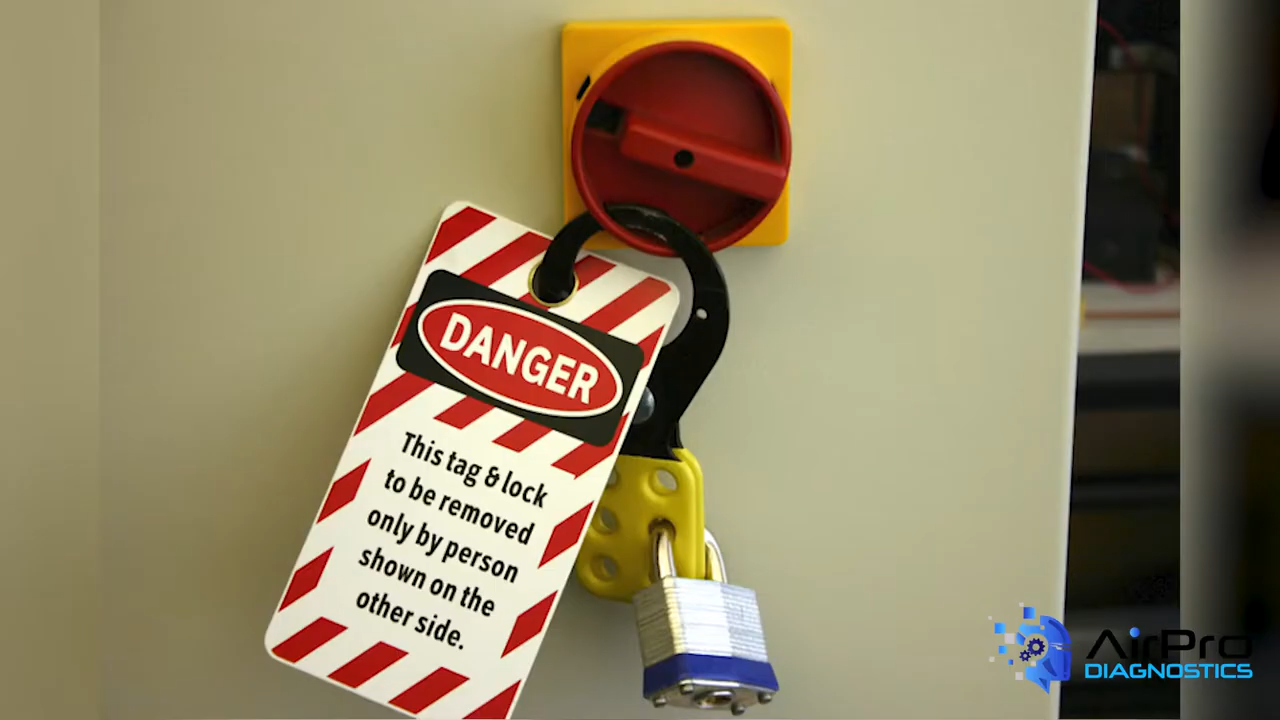 DANGER
This tag & lock
to be removed
only by person
shown on the
other side.
AirPro
DIAGNOSTICS